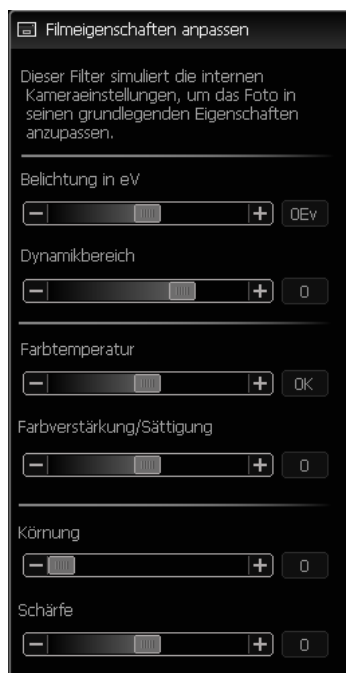 Filmeigenschaften anpassen
Dieser Filter simuliert die internen
Kameraeinstellungen, um das Foto in
seinen grundlegenden Eigenschaften
anzupassen.
Belichtung in eV
0Ev
Dynamikbereich
0
Farbtemperatur
0K
Farbverstärkung/Sättigung
0
Körnung
0
Schärfe
0